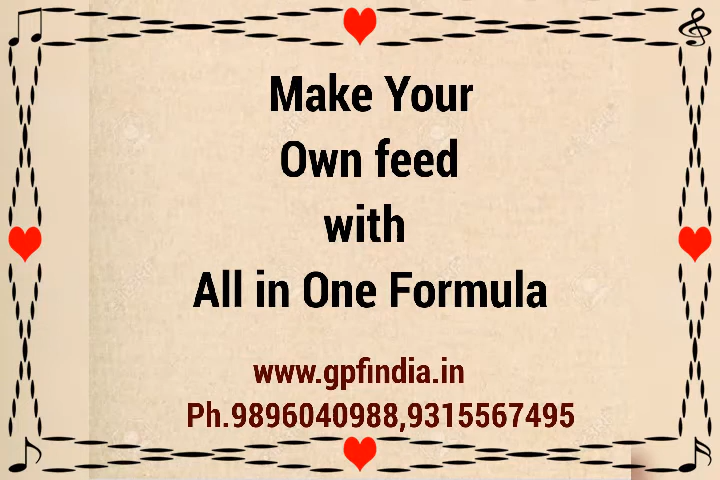 Make Your
Own feed
with
All in One Formula
www.gpfindia.in
Ph.9896040988,9315567495